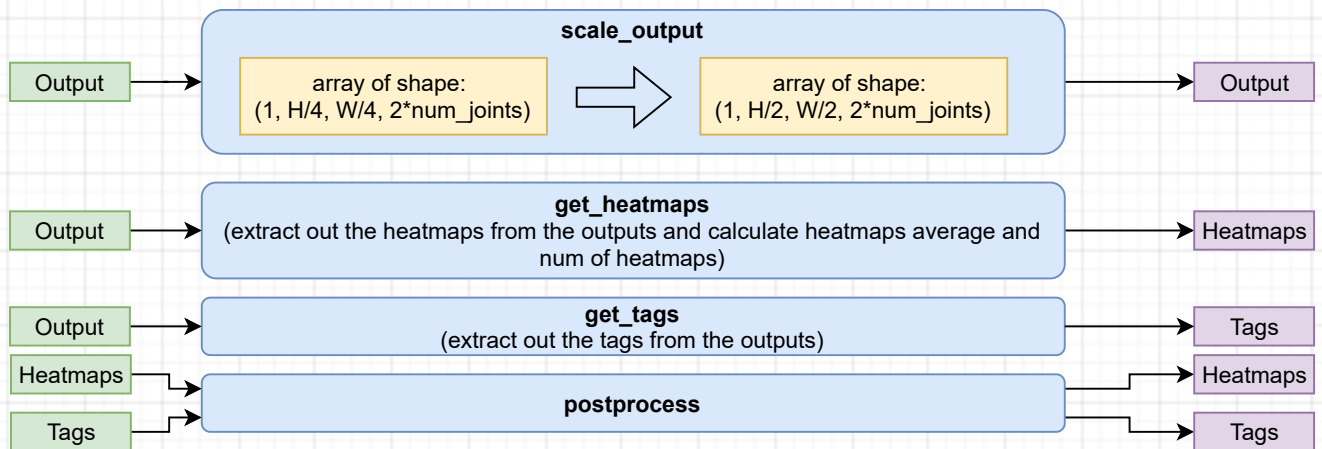 scale_output
Output
array of shape:
(1, H/4, W/4, 2*num_joints)
array of shape:
(1, H/2, W/2, 2*num_joints)
Output
Output
get_heatmaps
(extract out the heatmaps from the outputs and calculate heatmaps average and
num of heatmaps)
Heatmaps
Output
get_tags
(extract out the tags from the outputs)
Tags
Heatmaps
Tags
postprocess
Heatmaps
Tags